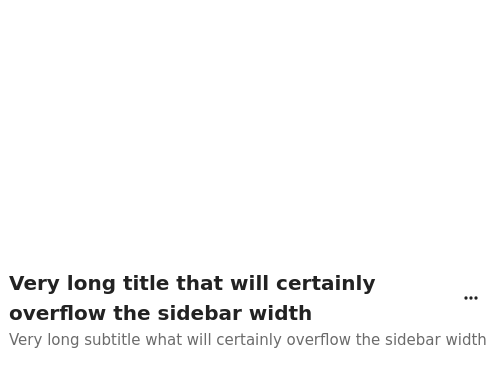 Very long title that will certainly
overflow the sidebar width
Very long subtitle what will certainly overflow the sidebar width